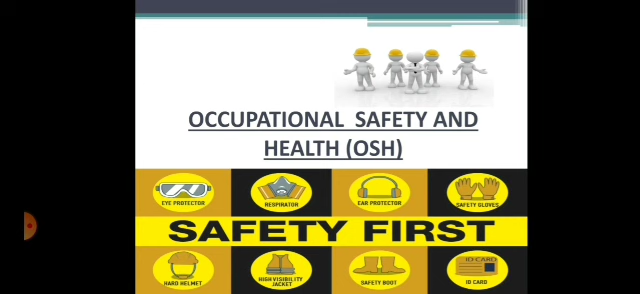 OCCUPATIONAL SAFETY AND
HEALTH (OSH)
EYE PROTECTOR
RESPIRATOR
EAR PROTECTOR
SAFETY GLOVES
SAFETY FIRST
HARD HELMET
HIGH VISIBILITY
JACKET
SAFETY BOOT
ID CARD
ID CARD